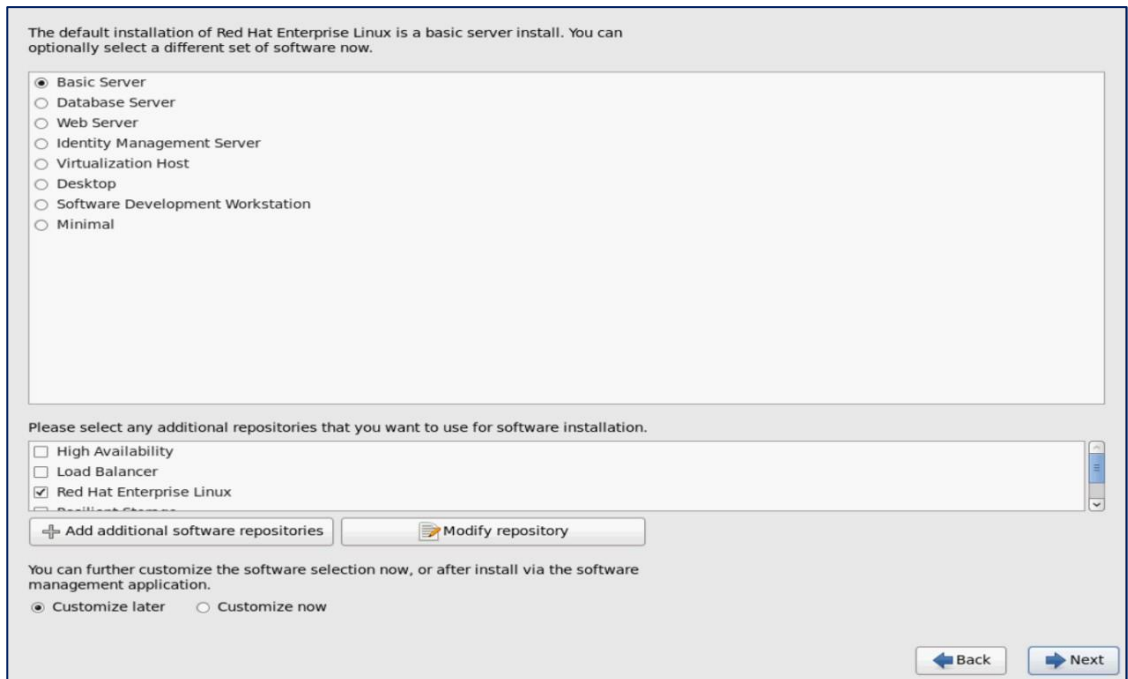 The default installation of Red Hat Enterprise Linux is a basic server install. You can
optionally select a different set of software now.
Basic Server
Database Server
Web Server
Identity Management Server
Virtualization Host
Desktop
Software Development Workstation
Minimal
Please select any additional repositories that you want to use for software installation.
High Availability
Load Balancer
Red Hat Enterprise Linux
Resilient Storage
Add additional software repositories
Modify repository
You can further customize the software selection now, or after install via the software
management application.
Customize later
Customize now
Back
Next